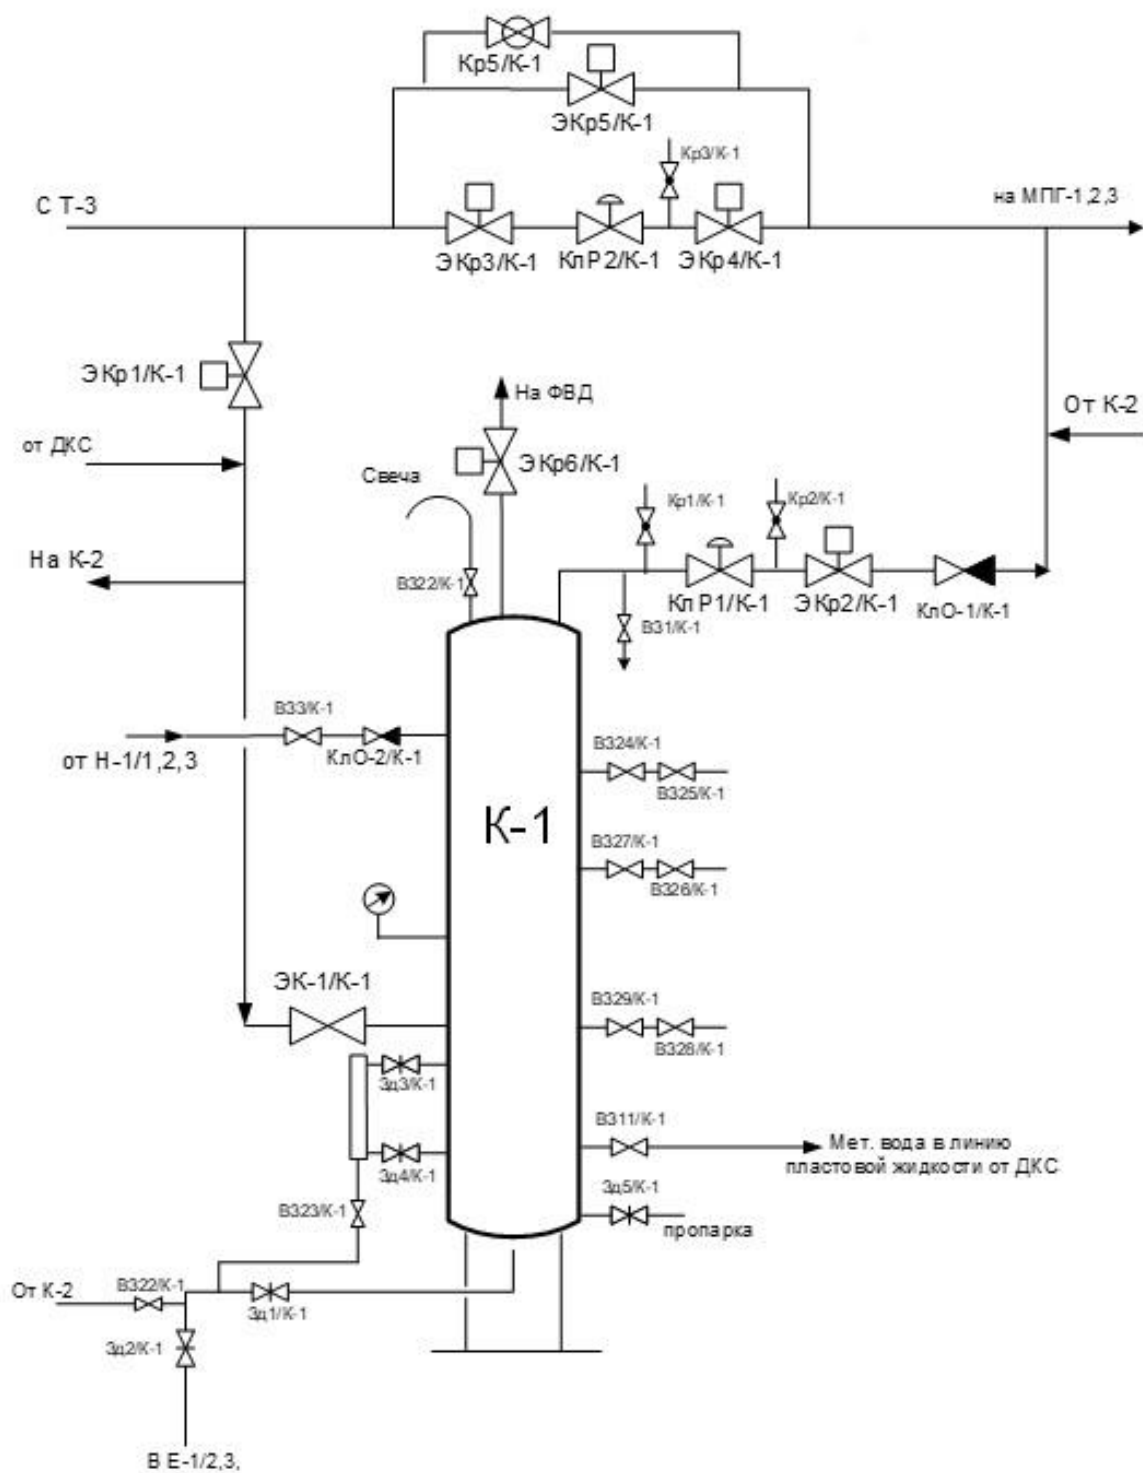 Кр5/К-1
ЭКр5/К-1
Кр3/К-1
С Т-3
на МПГ-1,2,3
ЭКр3/К-1
КлР2/К-1
ЭКр4/К-1
ЭКр1/К-1
На ФВД
От К-2
от ДКС
ЭКр6/К-1
Свеча
Кр1/К-1
Кр2/К-1
На К-2
В322/К-1
КлР1/К-1
ЭКр2/К-1
КлО-1/К-1
В31/К-1
В33/К-1
от Н-1/1,2,3
КлО-2/К-1
В324/К-1
В325/К-1
К-1
В327/К-1
В326/К-1
ЭК-1/К-1
В329/К-1
В328/К-1
Зд3/К-1
В311/К-1
Мет. вода в линию
пластовой жидкости от ДКС
Зд4/К-1
Зд5/К-1
В323/К-1
пропарка
От К-2
В322/К-1
Зд1/К-1
Зд2/К-1
В Е-1/2,3,